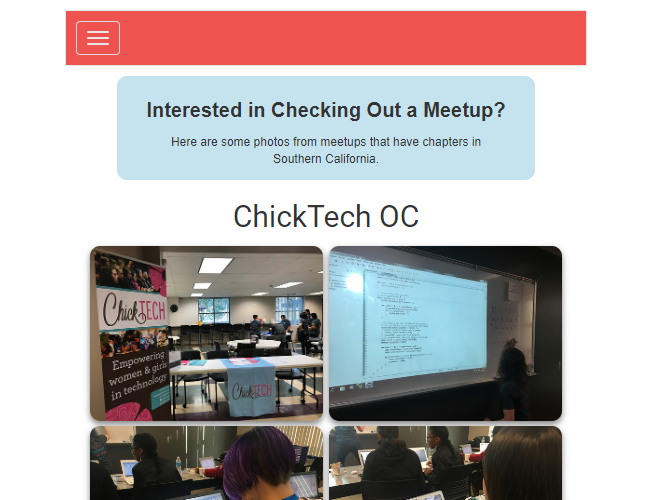 Interested in Checking Out a Meetup?
Here are some photos from meetups that have chapters in
Southern California.
ChickTech OC
ChickTECH
Empowering
women & girls
in technology
ChickTECH